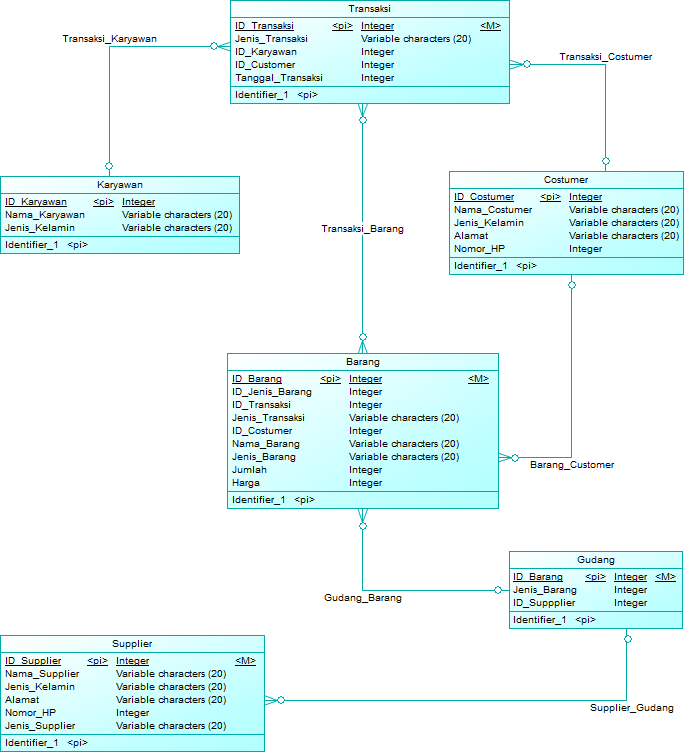 Transaksi
ID_Transaksi <pi> Integer <M>
Jenis_Transaksi Variable characters (20)
ID_Karyawan Integer
ID_Customer Integer
Tanggal_Transaksi Integer
Identifier_1 <pi>
Transaksi_Karyawan
Transaksi_Costumer
Karyawan
ID_Karyawan <pi> Integer
Nama_Karyawan Variable characters (20)
Jenis_Kelamin Variable characters (20)
Identifier_1 <pi>
Costumer
ID_Costumer <pi> Integer
Nama_Costumer Variable characters (20)
Jenis_Kelamin Variable characters (20)
Alamat Variable characters (20)
Nomor_HP Integer
Identifier_1 <pi>
Transaksi_Barang
Barang
ID_Barang <pi> Integer <M>
ID_Jenis_Barang Integer
ID_Transaksi Integer
Jenis_Transaksi Variable characters (20)
ID_Costumer Integer
Nama_Barang Variable characters (20)
Jenis_Barang Variable characters (20)
Jumlah Integer
Harga Integer
Identifier_1 <pi>
Barang_Customer
Gudang
ID_Barang <pi> Integer <M>
Jenis_Barang Integer
ID_Suppplier Integer
Identifier_1 <pi>
Gudang_Barang
Supplier
ID_Supplier <pi> Integer <M>
Nama_Supplier Variable characters (20)
Jenis_Kelamin Variable characters (20)
Alamat Variable characters (20)
Nomor_HP Integer
Jenis_Supplier Variable characters (20)
Identifier_1 <pi>
Supplier_Gudang